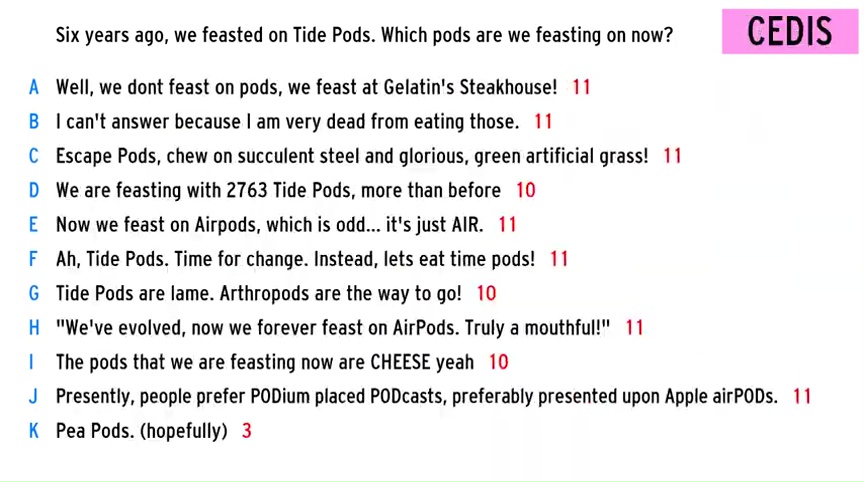 Six years ago, we feasted on Tide Pods. Which pods are we feasting on now?
CEDIS
A Well, we dont feast on pods, we feast at Gelatin's Steakhouse! 11
B I can't answer because I am very dead from eating those. 11
C Escape Pods, chew on succulent steel and glorious, green artificial grass! 11
D We are feasting with 2763 Tide Pods, more than before 10
E Now we feast on Airpods, which is odd... it's just AIR. 11
F Ah, Tide Pods. Time for change. Instead, lets eat time pods! 11
G Tide Pods are lame. Arthropods are the way to go! 10
H "We've evolved, now we forever feast on AirPods. Truly a mouthful!" 11
I The pods that we are feasting now are CHEESE yeah 10
J Presently, people prefer PODium placed PODcasts, preferably presented upon Apple airPODs. 11
K Pea Pods. (hopefully) 3